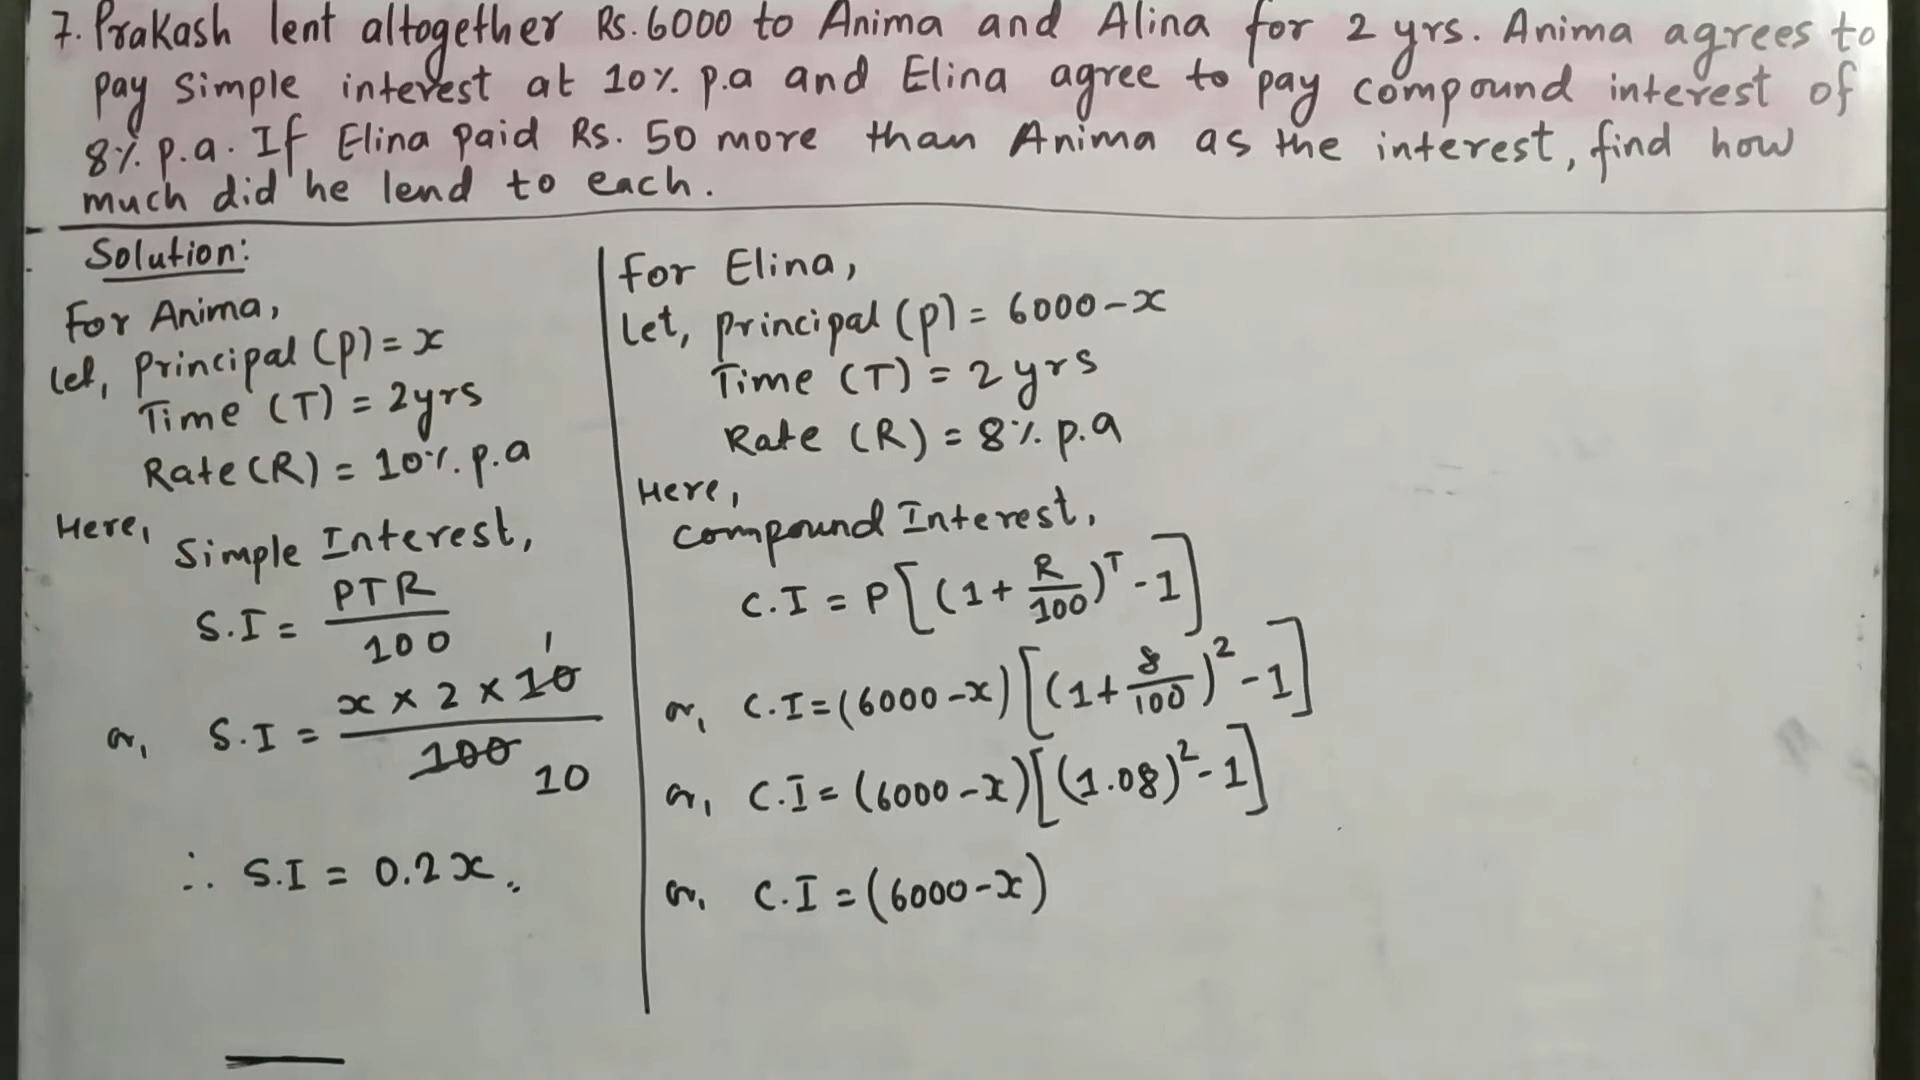 7. Prakash lent altogether Rs. 6000 to Anima and Alina for 2 yrs. Anima agrees to
pay simple interest at 10% p.a and Elina agree to pay compound interest of
8% p.a. If Elina paid Rs. 50 more than Anima as the interest, find how
much did he lend to each.
Solution:
For Anima,
Let, principal (p) = x
Time (T) = 2yrs
Rate (R) = 10% p.a
Here,
Simple Interest,
S.I = PTR/100
or, S.I = x × 2 × 10/100 1 10
∴ S.I = 0.2x.
For Elina,
Let, principal (p) = 6000-x
Time (T) = 2 yrs
Rate (R) = 8% p.a
Here,
compound Interest,
C.I = P[(1+R/100)^T -1]
or, C.I = (6000-x)[(1+8/100)^2 -1]
or, C.I = (6000-x)[(1.08)^2 -1]
or, C.I = (6000-x)